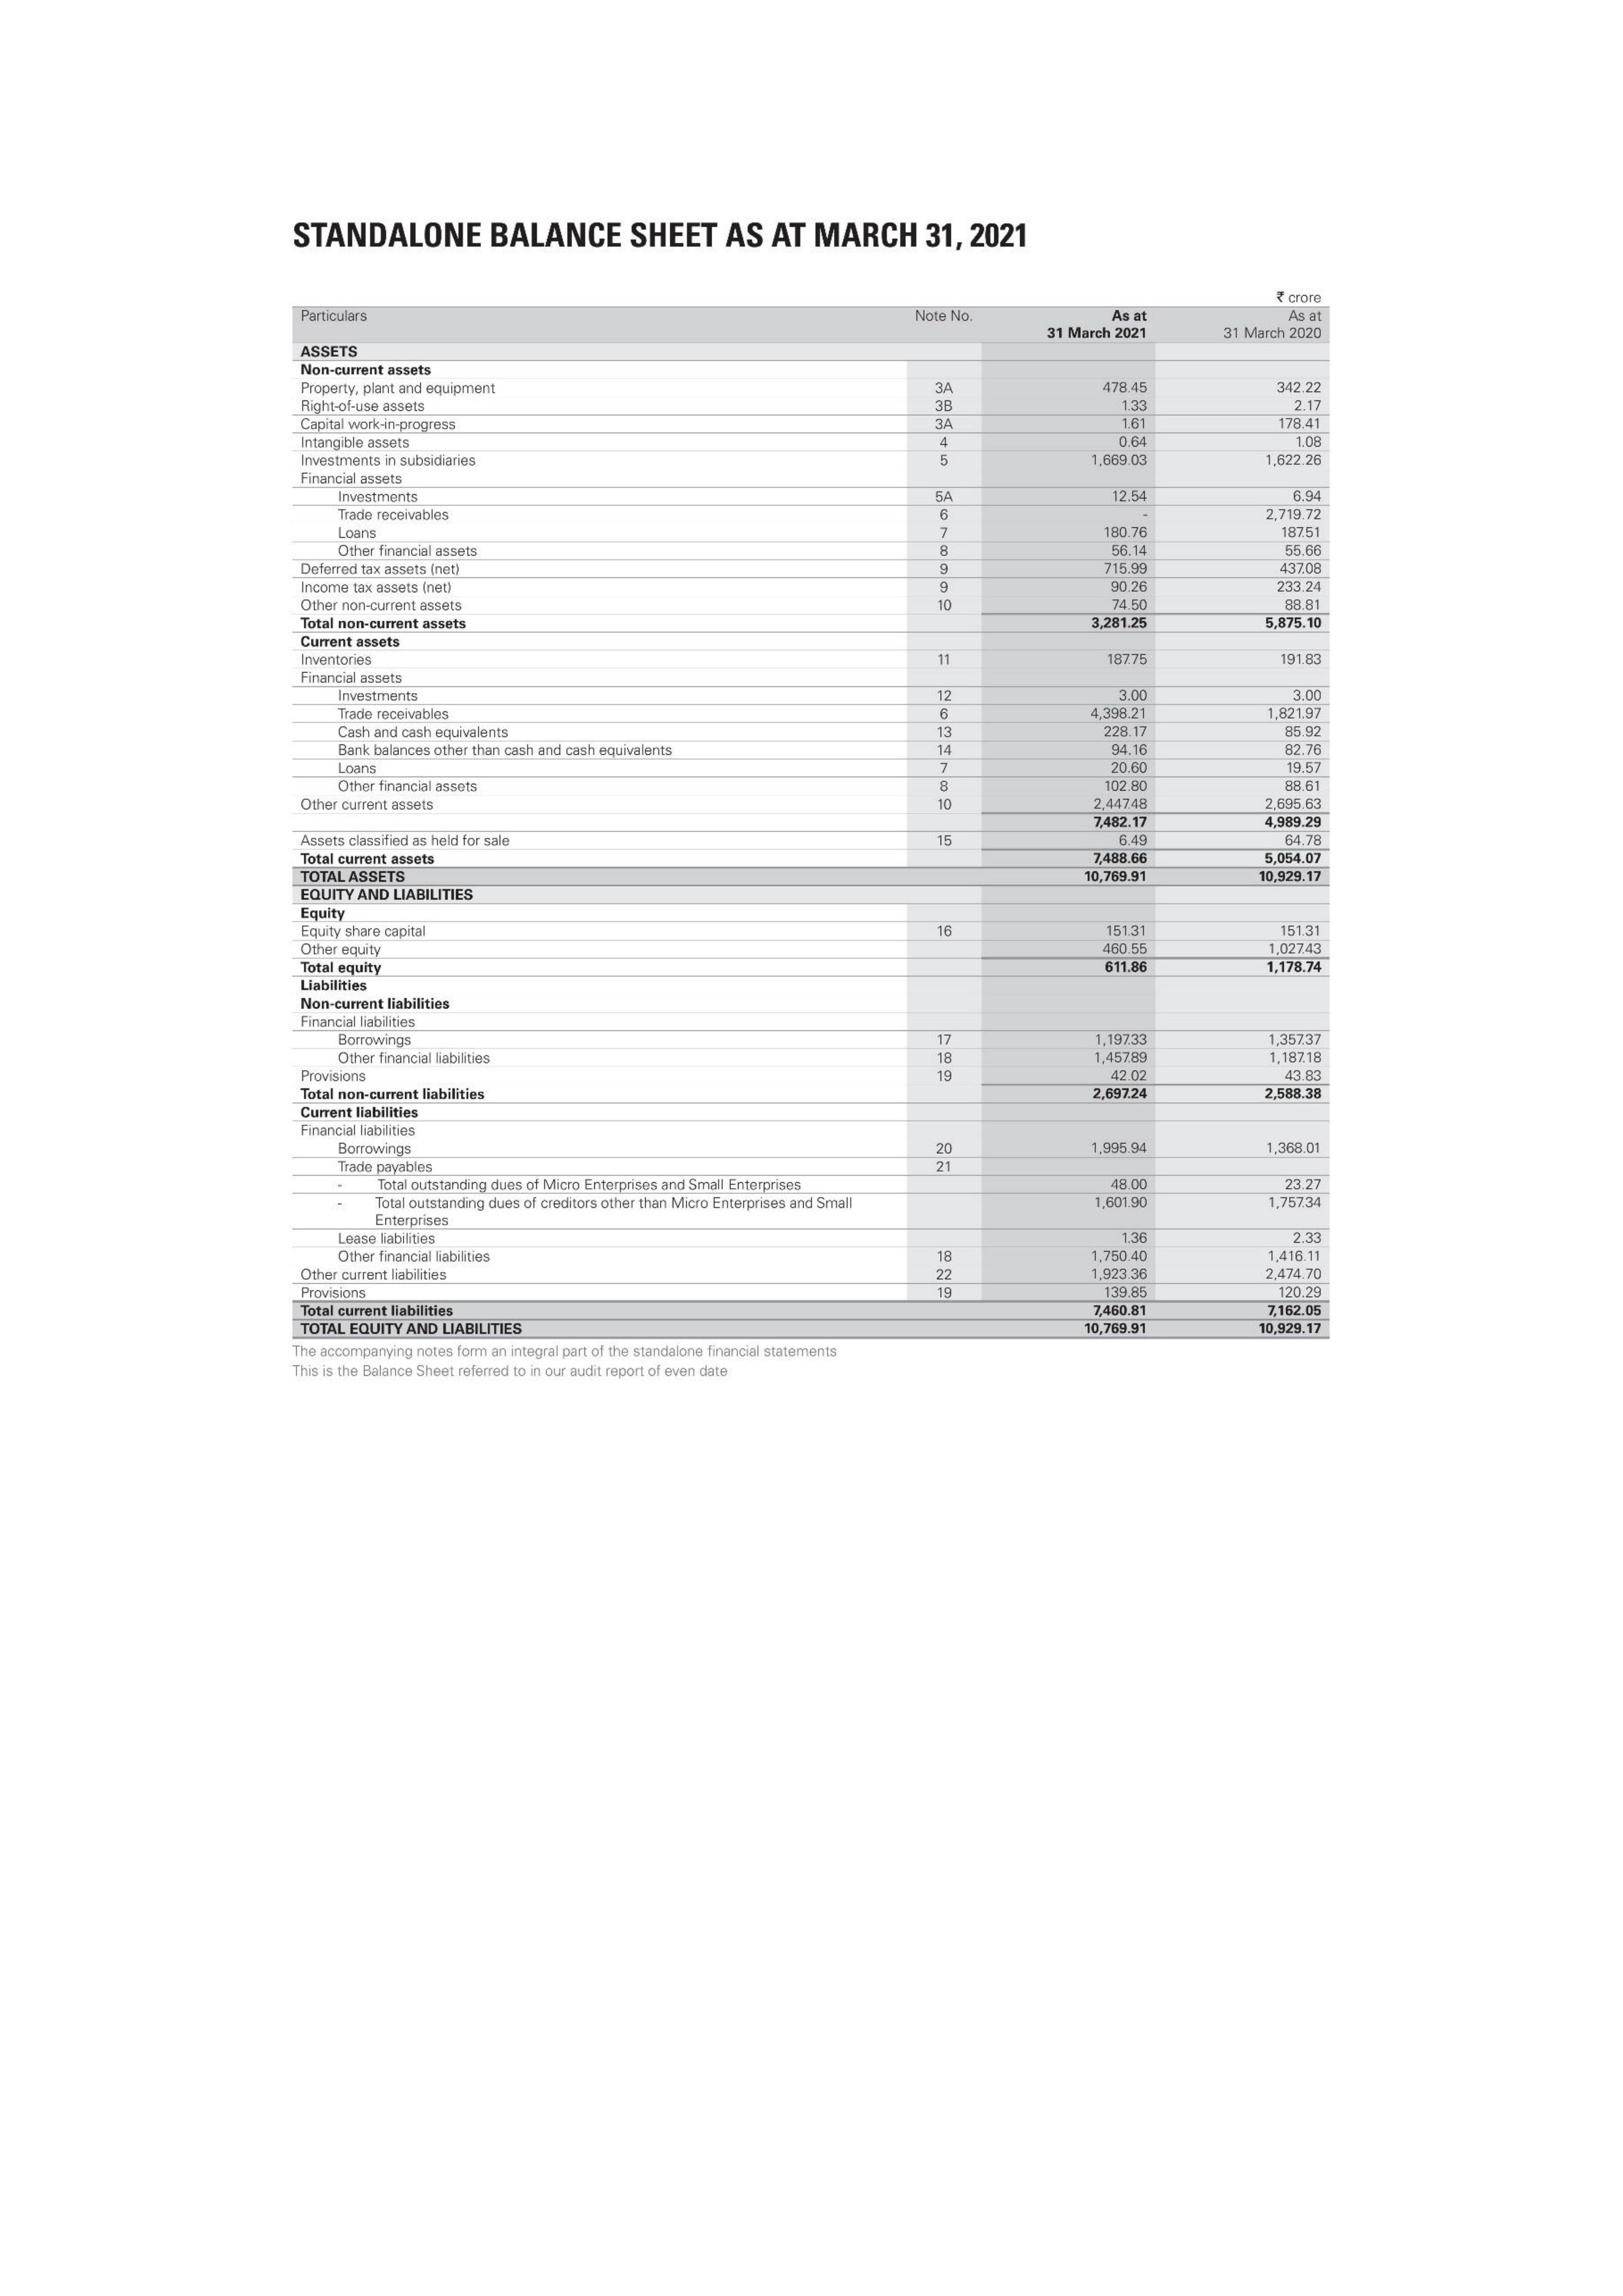 STANDALONE BALANCE SHEET AS AT MARCH 31, 2021
₹ crore
Particulars Note No. As at 31 March 2021 As at 31 March 2020
ASSETS
Non-current assets
Property, plant and equipment 3A 478.45 342.22
Right-of-use assets 3B 1.33 2.17
Capital work-in-progress 3A 1.61 178.41
Intangible assets 4 0.64 1.08
Investments in subsidiaries 5 1,669.03 1,622.26
Financial assets
Investments 5A 12.54 6.94
Trade receivables 6 - 2,719.72
Loans 7 180.76 187.51
Other financial assets 8 56.14 55.66
Deferred tax assets (net) 9 715.99 437.08
Income tax assets (net) 9 90.26 233.24
Other non-current assets 10 74.50 88.81
Total non-current assets 3,281.25 5,875.10
Current assets
Inventories 11 187.75 191.83
Financial assets
Investments 12 3.00 3.00
Trade receivables 6 4,398.21 1,821.97
Cash and cash equivalents 13 228.17 85.92
Bank balances other than cash and cash equivalents 14 94.16 82.76
Loans 7 20.60 19.57
Other financial assets 8 102.80 88.61
Other current assets 10 2,447.48 2,695.63
7,482.17 4,989.29
Assets classified as held for sale 15 6.49 64.78
Total current assets 7,488.66 5,054.07
TOTAL ASSETS 10,769.91 10,929.17
EQUITY AND LIABILITIES
Equity
Equity share capital 16 151.31 151.31
Other equity 460.55 1,027.43
Total equity 611.86 1,178.74
Liabilities
Non-current liabilities
Financial liabilities
Borrowings 17 1,197.33 1,357.37
Other financial liabilities 18 1,457.89 1,187.18
Provisions 19 42.02 43.83
Total non-current liabilities 2,697.24 2,588.38
Current liabilities
Financial liabilities
Borrowings 20 1,995.94 1,368.01
Trade payables 21
- Total outstanding dues of Micro Enterprises and Small Enterprises 48.00 23.27
- Total outstanding dues of creditors other than Micro Enterprises and Small 1,601.90 1,757.34
Enterprises
Lease liabilities 1.36 2.33
Other financial liabilities 18 1,750.40 1,416.11
Other current liabilities 22 1,923.36 2,474.70
Provisions 19 139.85 120.29
Total current liabilities 7,460.81 7,162.05
TOTAL EQUITY AND LIABILITIES 10,769.91 10,929.17
The accompanying notes form an integral part of the standalone financial statements
This is the Balance Sheet referred to in our audit report of even date